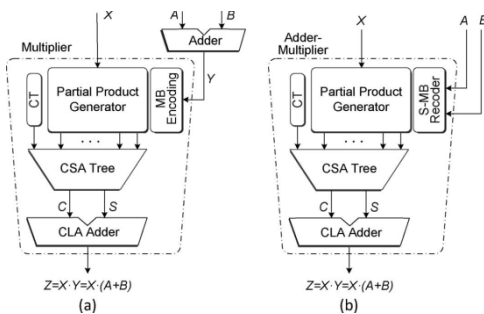 X
A
B
Adder
Multiplier
Y
CT
Partial Product
Generator
MB
Encoding
...
CSA Tree
C
S
CLA Adder
Z=X·Y=X·(A+B)
(a)
X
A
B
Adder-
Multiplier
CT
Partial Product
Generator
S-MB
Recoder
...
CSA Tree
C
S
CLA Adder
Z=X·Y=X·(A+B)
(b)